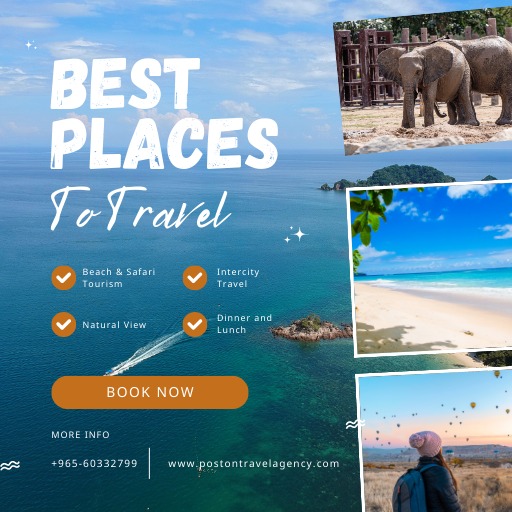 BEST
PLACES
To Travel
Beach & Safari
Tourism
Intercity
Travel
Natural View
Dinner and
Lunch
BOOK NOW
MORE INFO
+965-60332799
www.postontravelagency.com